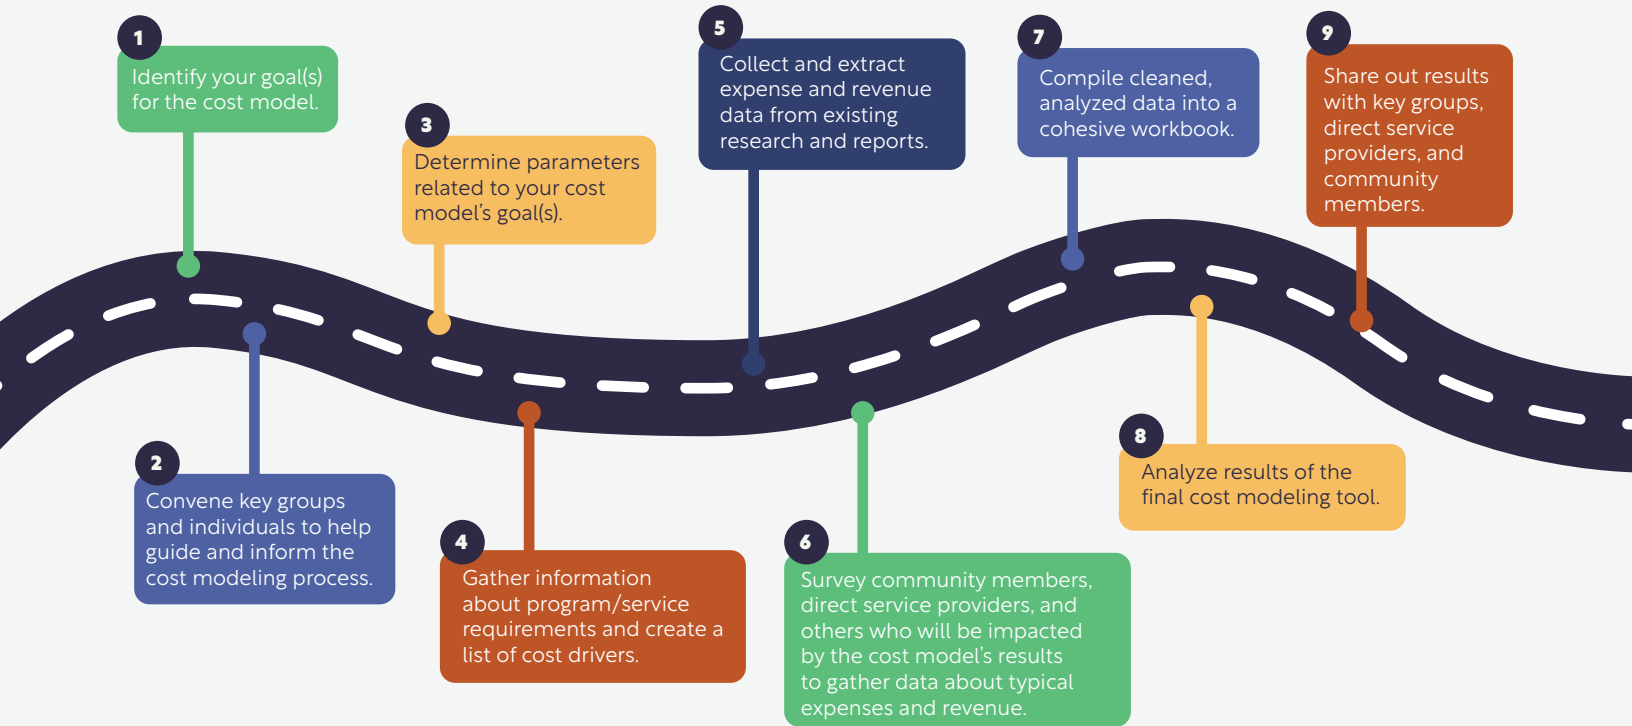 1
Identify your goal(s)
for the cost model.
2
Convene key groups
and individuals to help
guide and inform the
cost modeling process.
3
Determine parameters
related to your cost
model's goal(s).
4
Gather information
about program/service
requirements and create a
list of cost drivers.
5
Collect and extract
expense and revenue
data from existing
research and reports.
6
Survey community members,
direct service providers, and
others who will be impacted
by the cost model's results
to gather data about typical
expenses and revenue.
7
Compile cleaned,
analyzed data into a
cohesive workbook.
8
Analyze results of the
final cost modeling tool.
9
Share out results
with key groups,
direct service
providers, and
community
members.